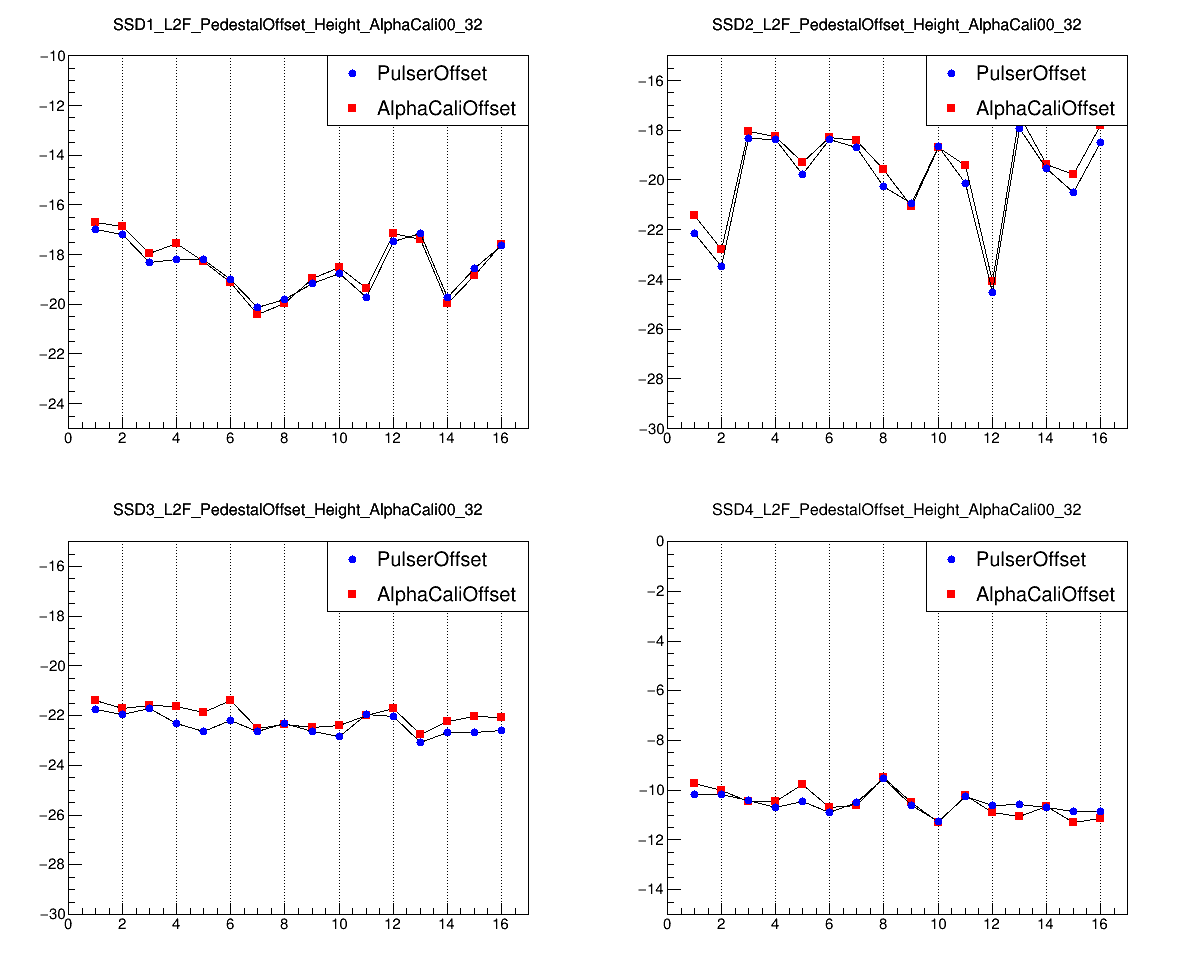 SSD1_L2F_PedestalOffset_Height_AlphaCali00_32
−10
−12
−14
−16
−18
−20
−22
−24
0 2 4 6 8 10 12 14 16
PulserOffset
AlphaCaliOffset
SSD2_L2F_PedestalOffset_Height_AlphaCali00_32
−16
−18
−20
−22
−24
−26
−28
−30
0 2 4 6 8 10 12 14 16
PulserOffset
AlphaCaliOffset
SSD3_L2F_PedestalOffset_Height_AlphaCali00_32
−16
−18
−20
−22
−24
−26
−28
−30
0 2 4 6 8 10 12 14 16
PulserOffset
AlphaCaliOffset
SSD4_L2F_PedestalOffset_Height_AlphaCali00_32
0
−2
−4
−6
−8
−10
−12
−14
0 2 4 6 8 10 12 14 16
PulserOffset
AlphaCaliOffset